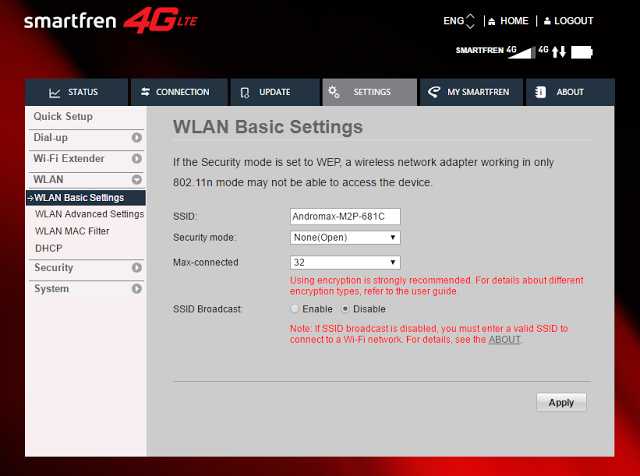 smartfren 4G LTE
ENG | HOME | LOGOUT
SMARTFREN 4G 4G
STATUS CONNECTION UPDATE SETTINGS MY SMARTFREN ABOUT
Quick Setup
Dial-up
Wi-Fi Extender
WLAN
WLAN Basic Settings
WLAN Advanced Settings
WLAN MAC Filter
DHCP
Security
System
WLAN Basic Settings
If the Security mode is set to WEP, a wireless network adapter working in only
802.11n mode may not be able to access the device.
SSID: Andromax-M2P-681C
Security mode: None(Open)
Max-connected 32
Using encryption is strongly recommended. For details about different
encryption types, refer to the user guide.
SSID Broadcast: Enable Disable
Note: If SSID broadcast is disabled, you must enter a valid SSID to
connect to a Wi-Fi network. For details, see the ABOUT.
Apply